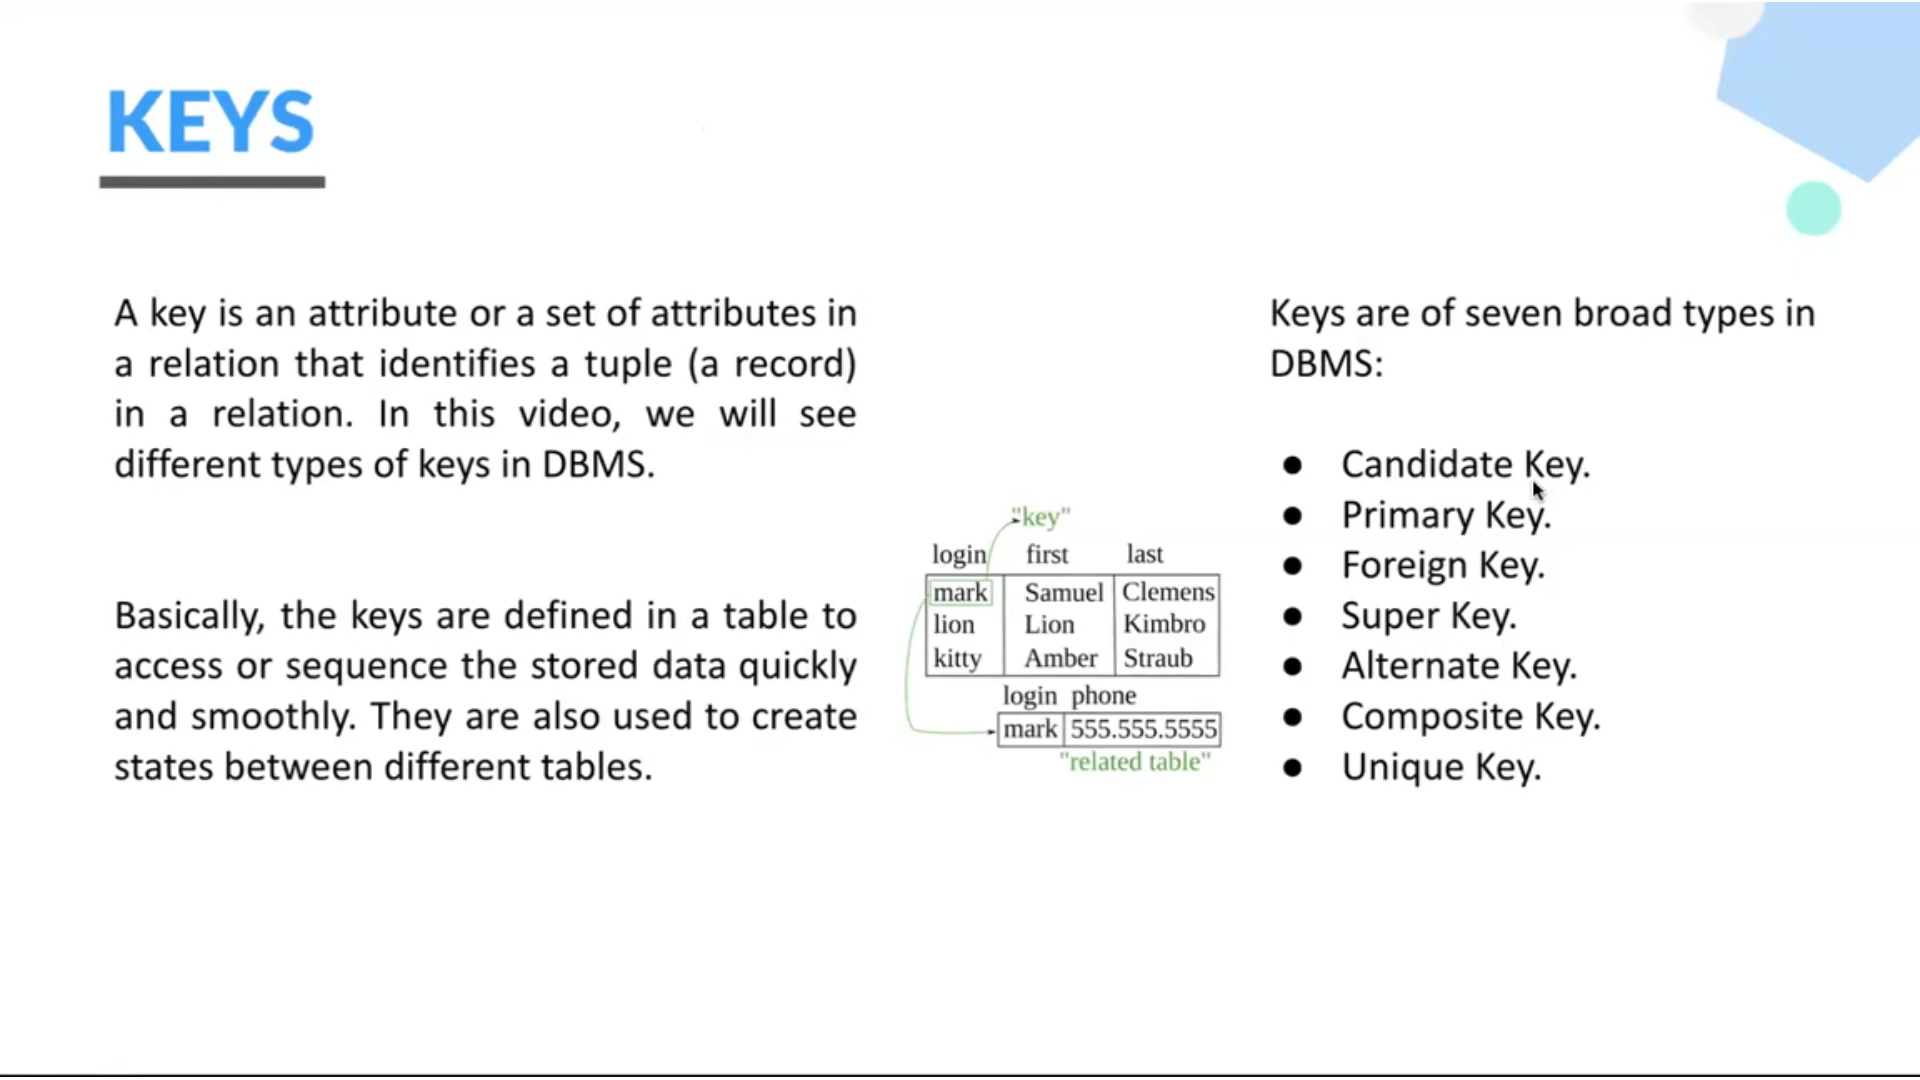 KEYS
A key is an attribute or a set of attributes in
a relation that identifies a tuple (a record)
in a relation. In this video, we will see
different types of keys in DBMS.
Basically, the keys are defined in a table to
access or sequence the stored data quickly
and smoothly. They are also used to create
states between different tables.
"key"
login first last
mark Samuel Clemens
lion Lion Kimbro
kitty Amber Straub
login phone
mark 555.555.5555
"related table"
Keys are of seven broad types in
DBMS:
● Candidate Key.
● Primary Key.
● Foreign Key.
● Super Key.
● Alternate Key.
● Composite Key.
● Unique Key.